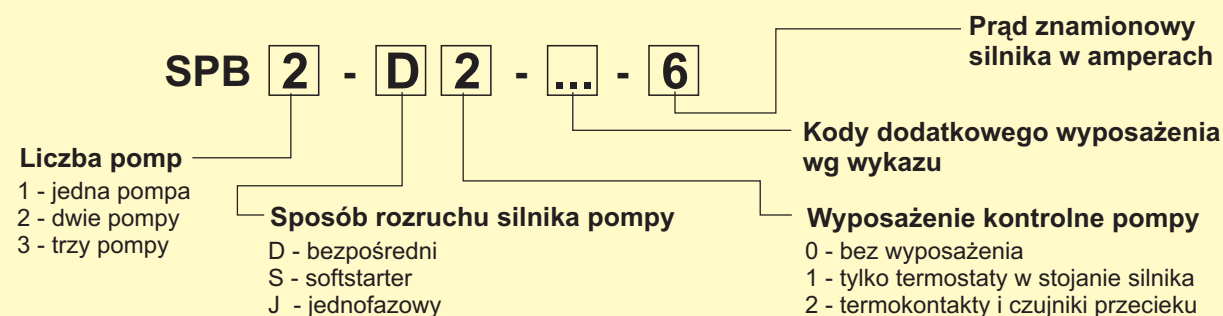 Prąd znamionowy
silnika w amperach
SPB 2 - D 2 - ... - 6
Kody dodatkowego wyposażenia
wg wykazu
Liczba pomp
1 - jedna pompa
2 - dwie pompy
3 - trzy pompy
Sposób rozruchu silnika pompy
D - bezpośredni
S - softstarter
J - jednofazowy
Wyposażenie kontrolne pompy
0 - bez wyposażenia
1 - tylko termostaty w stojanie silnika
2 - termokontakty i czujniki przecieku